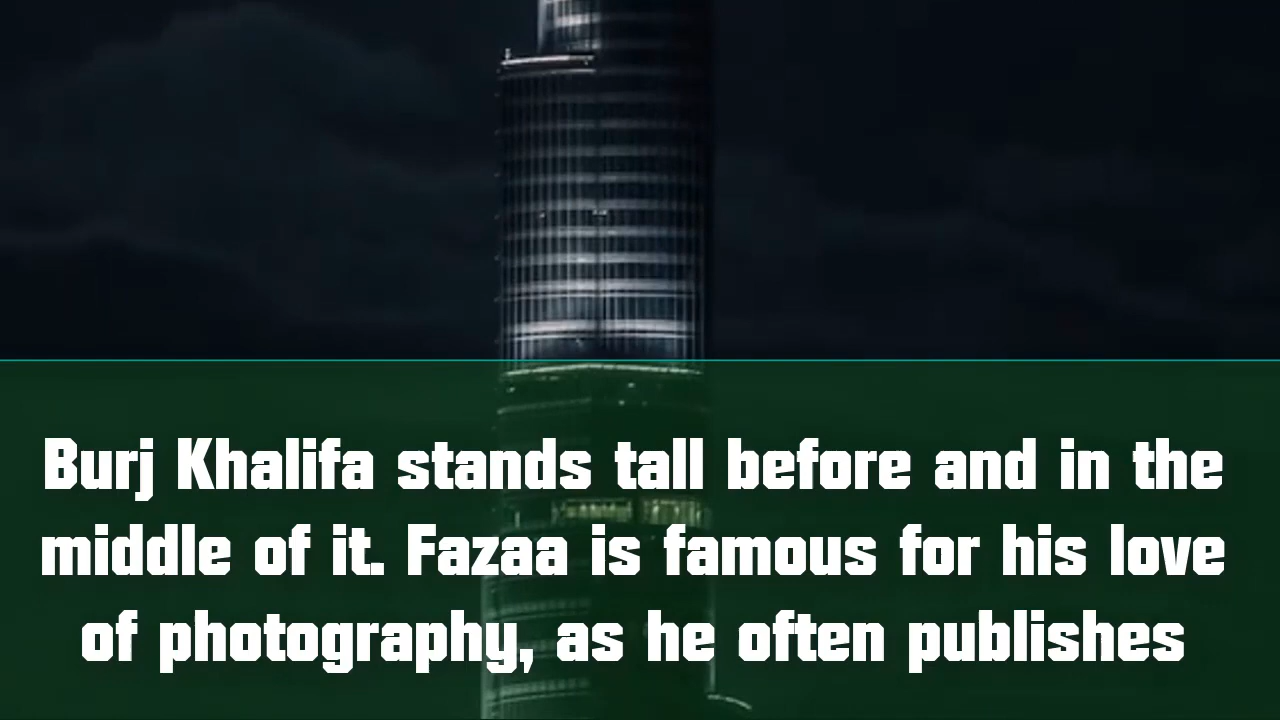 Burj Khalifa stands tall before and in the
middle of it. Fazaa is famous for his love
of photography, as he often publishes